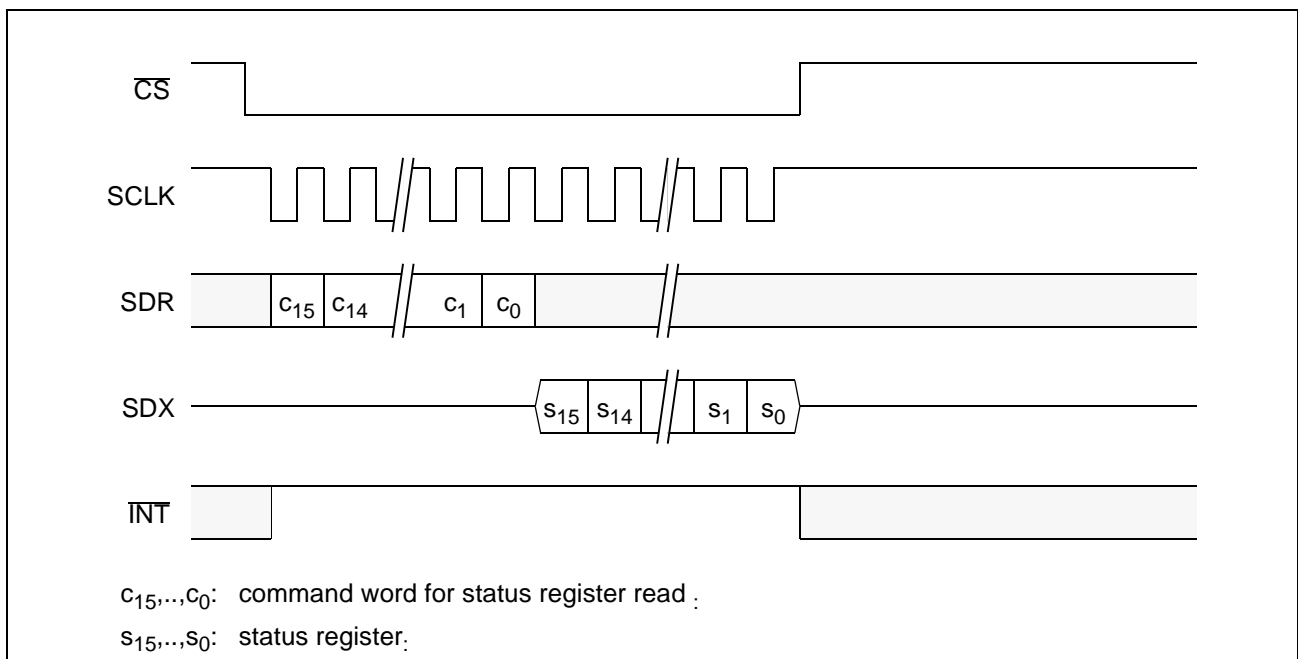 CS
SCLK
SDR c15 c14 c1 c0
SDX s15 s14 s1 s0
INT
c15,..,c0: command word for status register read :
s15,..,s0: status register: